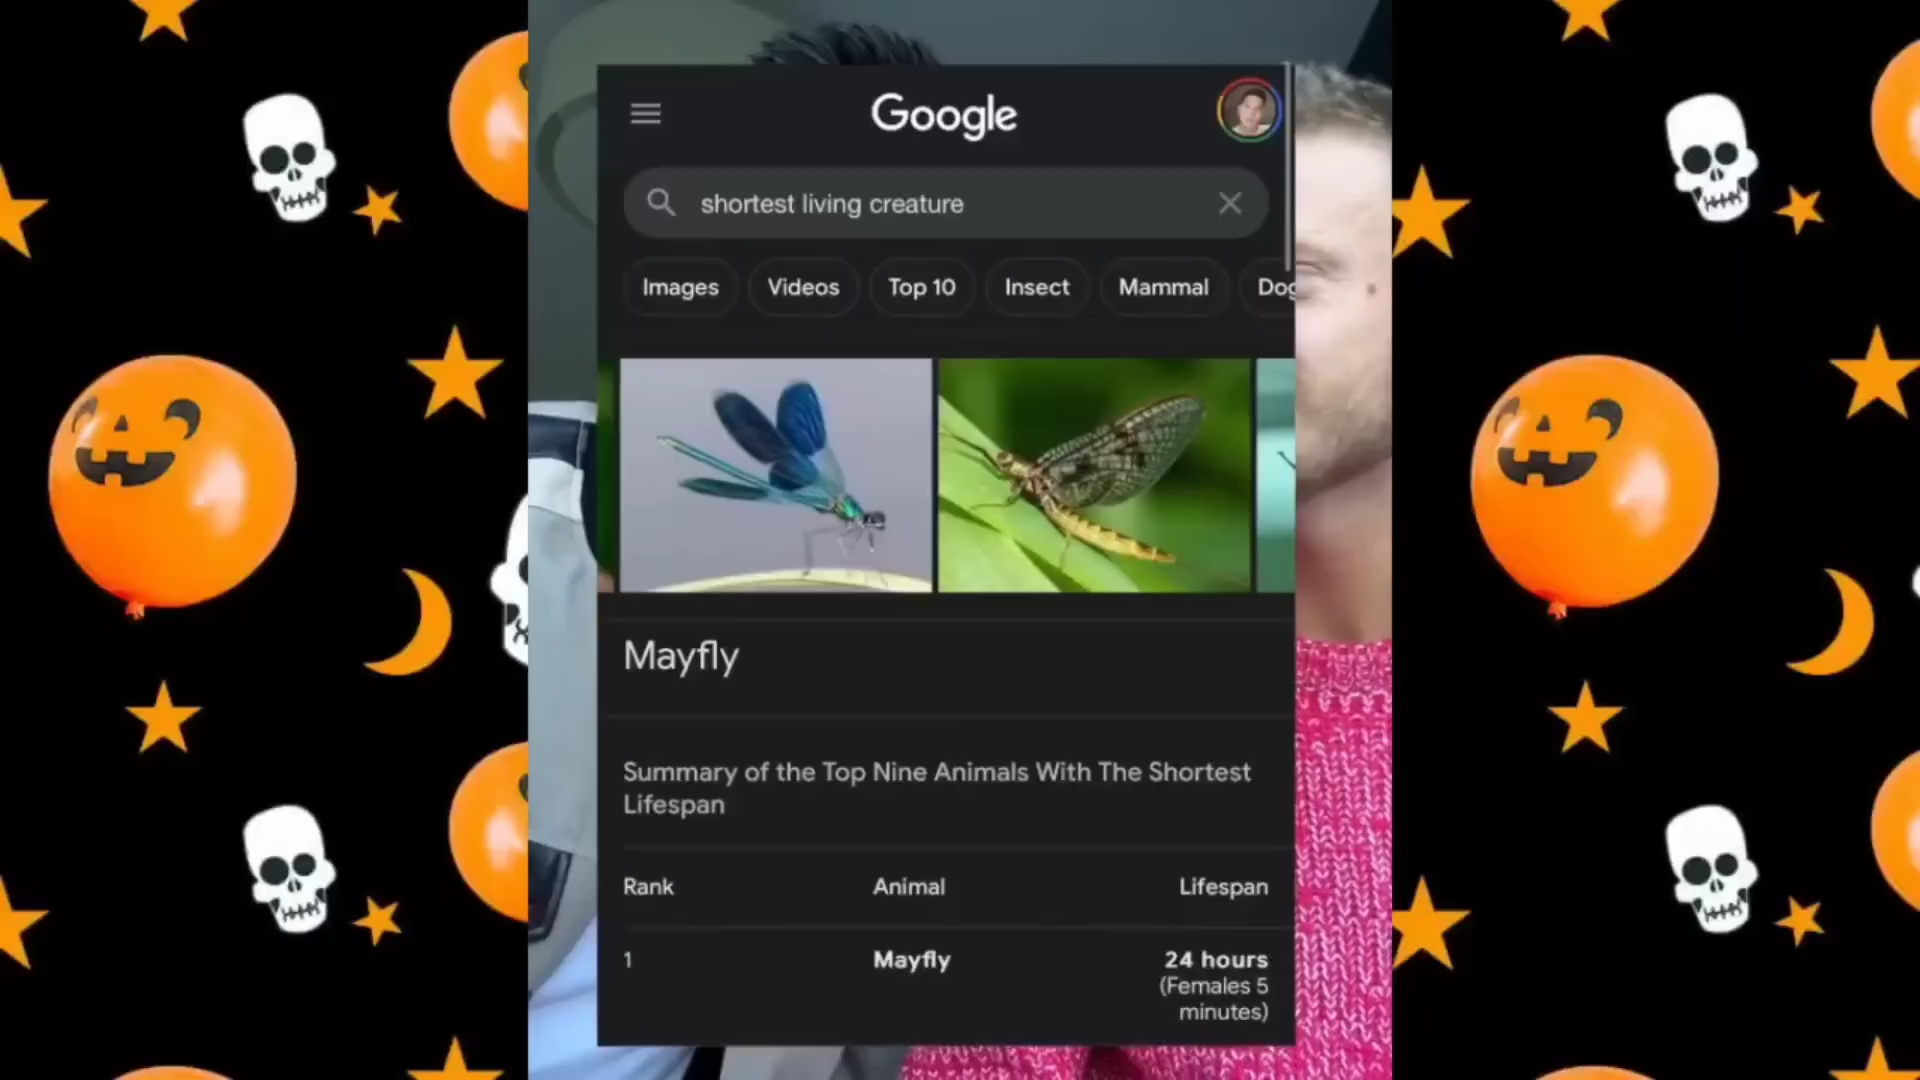 Google
shortest living creature
Images Videos Top 10 Insect Mammal
Mayfly
Summary of the Top Nine Animals With The Shortest
Lifespan
Rank Animal Lifespan
1 Mayfly 24 hours
(Females 5
minutes)